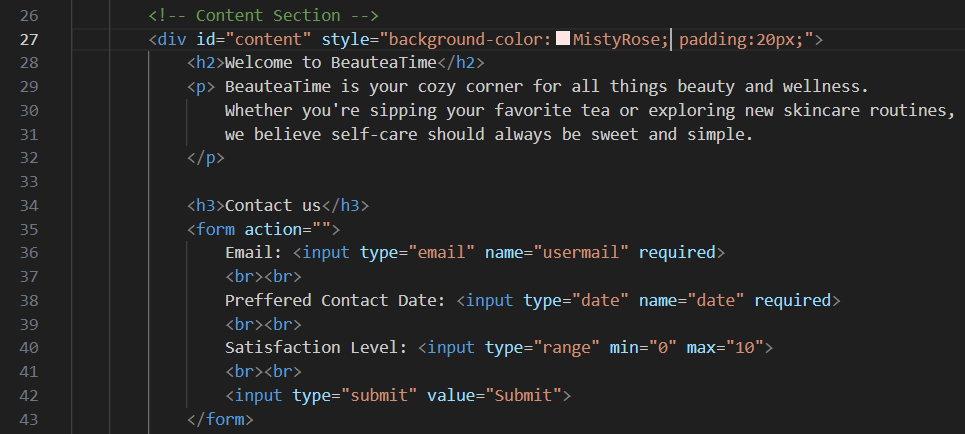 26 <!-- Content Section -->
27 <div id="content" style="background-color: MistyRose; padding:20px;">
28 <h2>Welcome to BeauteaTime</h2>
29 <p> BeauteaTime is your cozy corner for all things beauty and wellness.
30 Whether you're sipping your favorite tea or exploring new skincare routines,
31 we believe self-care should always be sweet and simple.
32 </p>
33
34 <h3>Contact us</h3>
35 <form action="">
36 Email: <input type="email" name="usermail" required>
37 <br><br>
38 Preffered Contact Date: <input type="date" name="date" required>
39 <br><br>
40 Satisfaction Level: <input type="range" min="0" max="10">
41 <br><br>
42 <input type="submit" value="Submit">
43 </form>